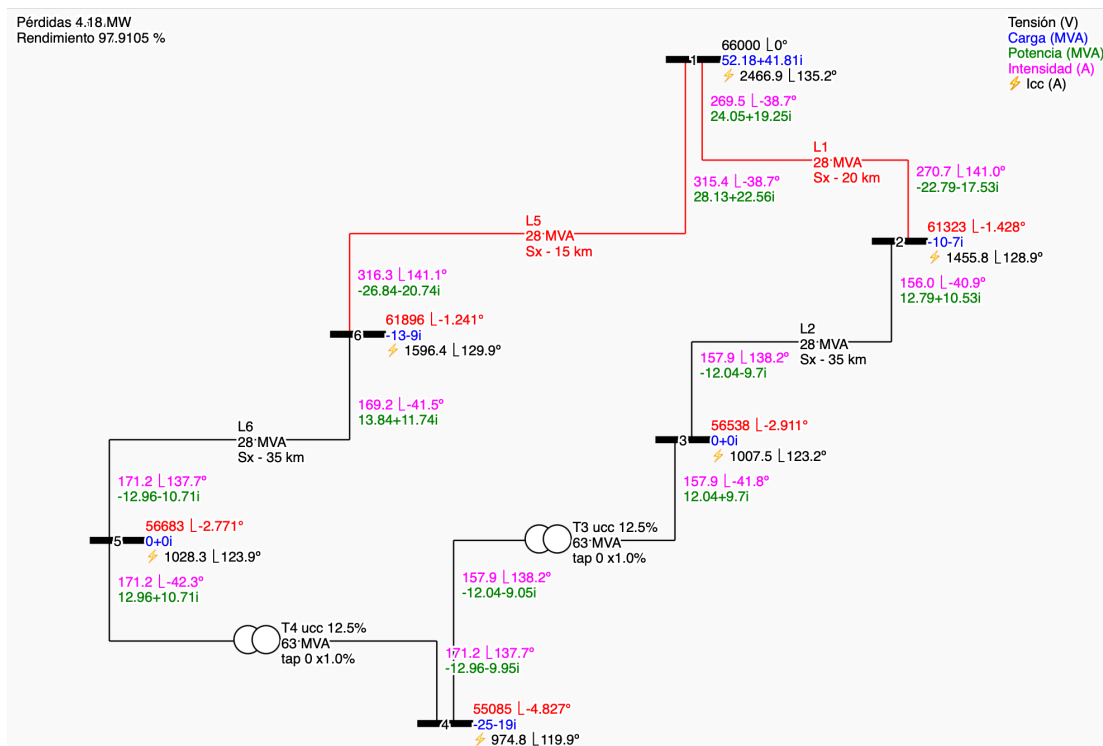 Pérdidas 4.18.MW
Rendimiento 97.9105 %
Tensión (V)
Carga (MVA)
Potencia (MVA)
Intensidad (A)
⚡ Icc (A)
66000 ⎣0°
1
52.18+41.81i
⚡ 2466.9 ⎣135.2°
269.5 ⎣-38.7°
24.05+19.25i
L1
28 MVA
Sx - 20 km
315.4 ⎣-38.7°
28.13+22.56i
270.7 ⎣141.0°
-22.79-17.53i
L5
28 MVA
Sx - 15 km
61323 ⎣-1.428°
2
-10-7i
⚡ 1455.8 ⎣128.9°
316.3 ⎣141.1°
-26.84-20.74i
156.0 ⎣-40.9°
12.79+10.53i
61896 ⎣-1.241°
6
-13-9i
⚡ 1596.4 ⎣129.9°
L2
28 MVA
Sx - 35 km
157.9 ⎣138.2°
-12.04-9.7i
169.2 ⎣-41.5°
13.84+11.74i
L6
28 MVA
Sx - 35 km
56538 ⎣-2.911°
3
0+0i
⚡ 1007.5 ⎣123.2°
171.2 ⎣137.7°
-12.96-10.71i
157.9 ⎣-41.8°
12.04+9.7i
56683 ⎣-2.771°
5
0+0i
⚡ 1028.3 ⎣123.9°
T3 ucc 12.5%
63 MVA
tap 0 x1.0%
171.2 ⎣-42.3°
12.96+10.71i
157.9 ⎣138.2°
-12.04-9.05i
T4 ucc 12.5%
63 MVA
tap 0 x1.0%
171.2 ⎣137.7°
-12.96-9.95i
55085 ⎣-4.827°
4
-25-19i
⚡ 974.8 ⎣119.9°